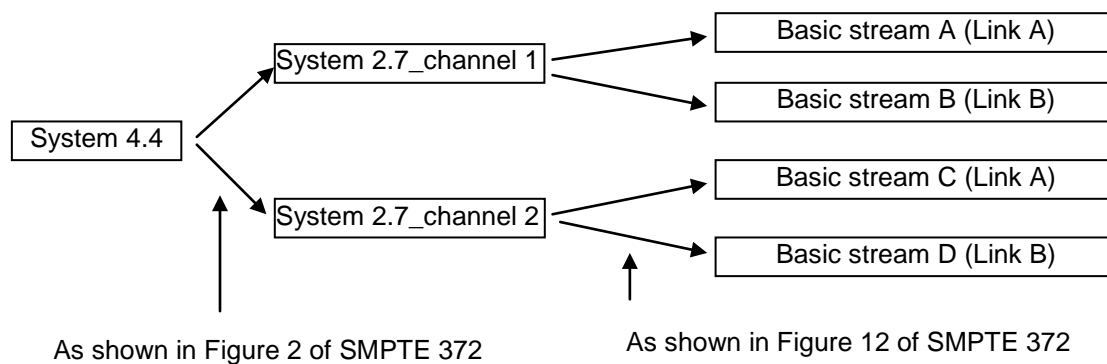 Basic stream A (Link A)
System 2.7_channel 1
Basic stream B (Link B)
System 4.4
Basic stream C (Link A)
System 2.7_channel 2
Basic stream D (Link B)
As shown in Figure 2 of SMPTE 372
As shown in Figure 12 of SMPTE 372